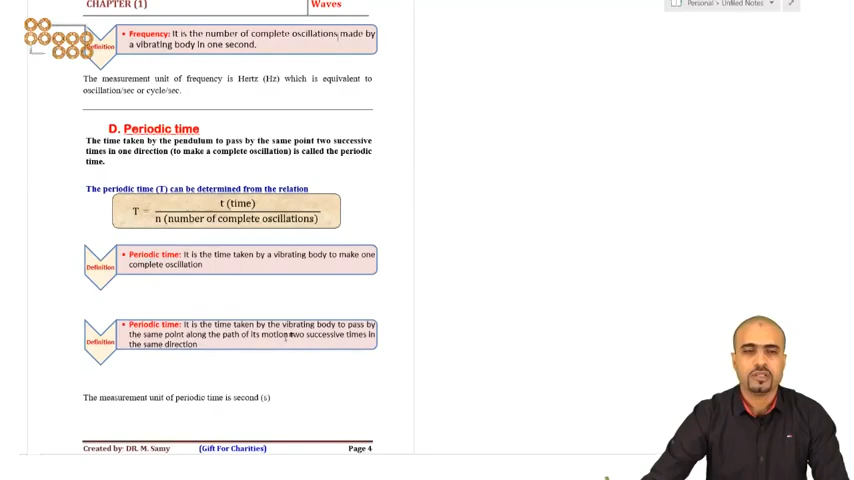 CHAPTER (1) Waves
Personal > Unfiled Notes
• Frequency: It is the number of complete oscillations made by
a vibrating body in one second.
Definition
The measurement unit of frequency is Hertz (Hz) which is equivalent to
oscillation/sec or cycle/sec.
D. Periodic time
The time taken by the pendulum to pass by the same point two successive
times in one direction (to make a complete oscillation) is called the periodic
time.
The periodic time (T) can be determined from the relation
T = t (time)
n (number of complete oscillations)
• Periodic time: It is the time taken by a vibrating body to make one
complete oscillation
Definition
• Periodic time: It is the time taken by the vibrating body to pass by
the same point along the path of its motion two successive times in
the same direction
Definition
The measurement unit of periodic time is second (s)
Created by: DR. M. Samy (Gift For Charities) Page 4